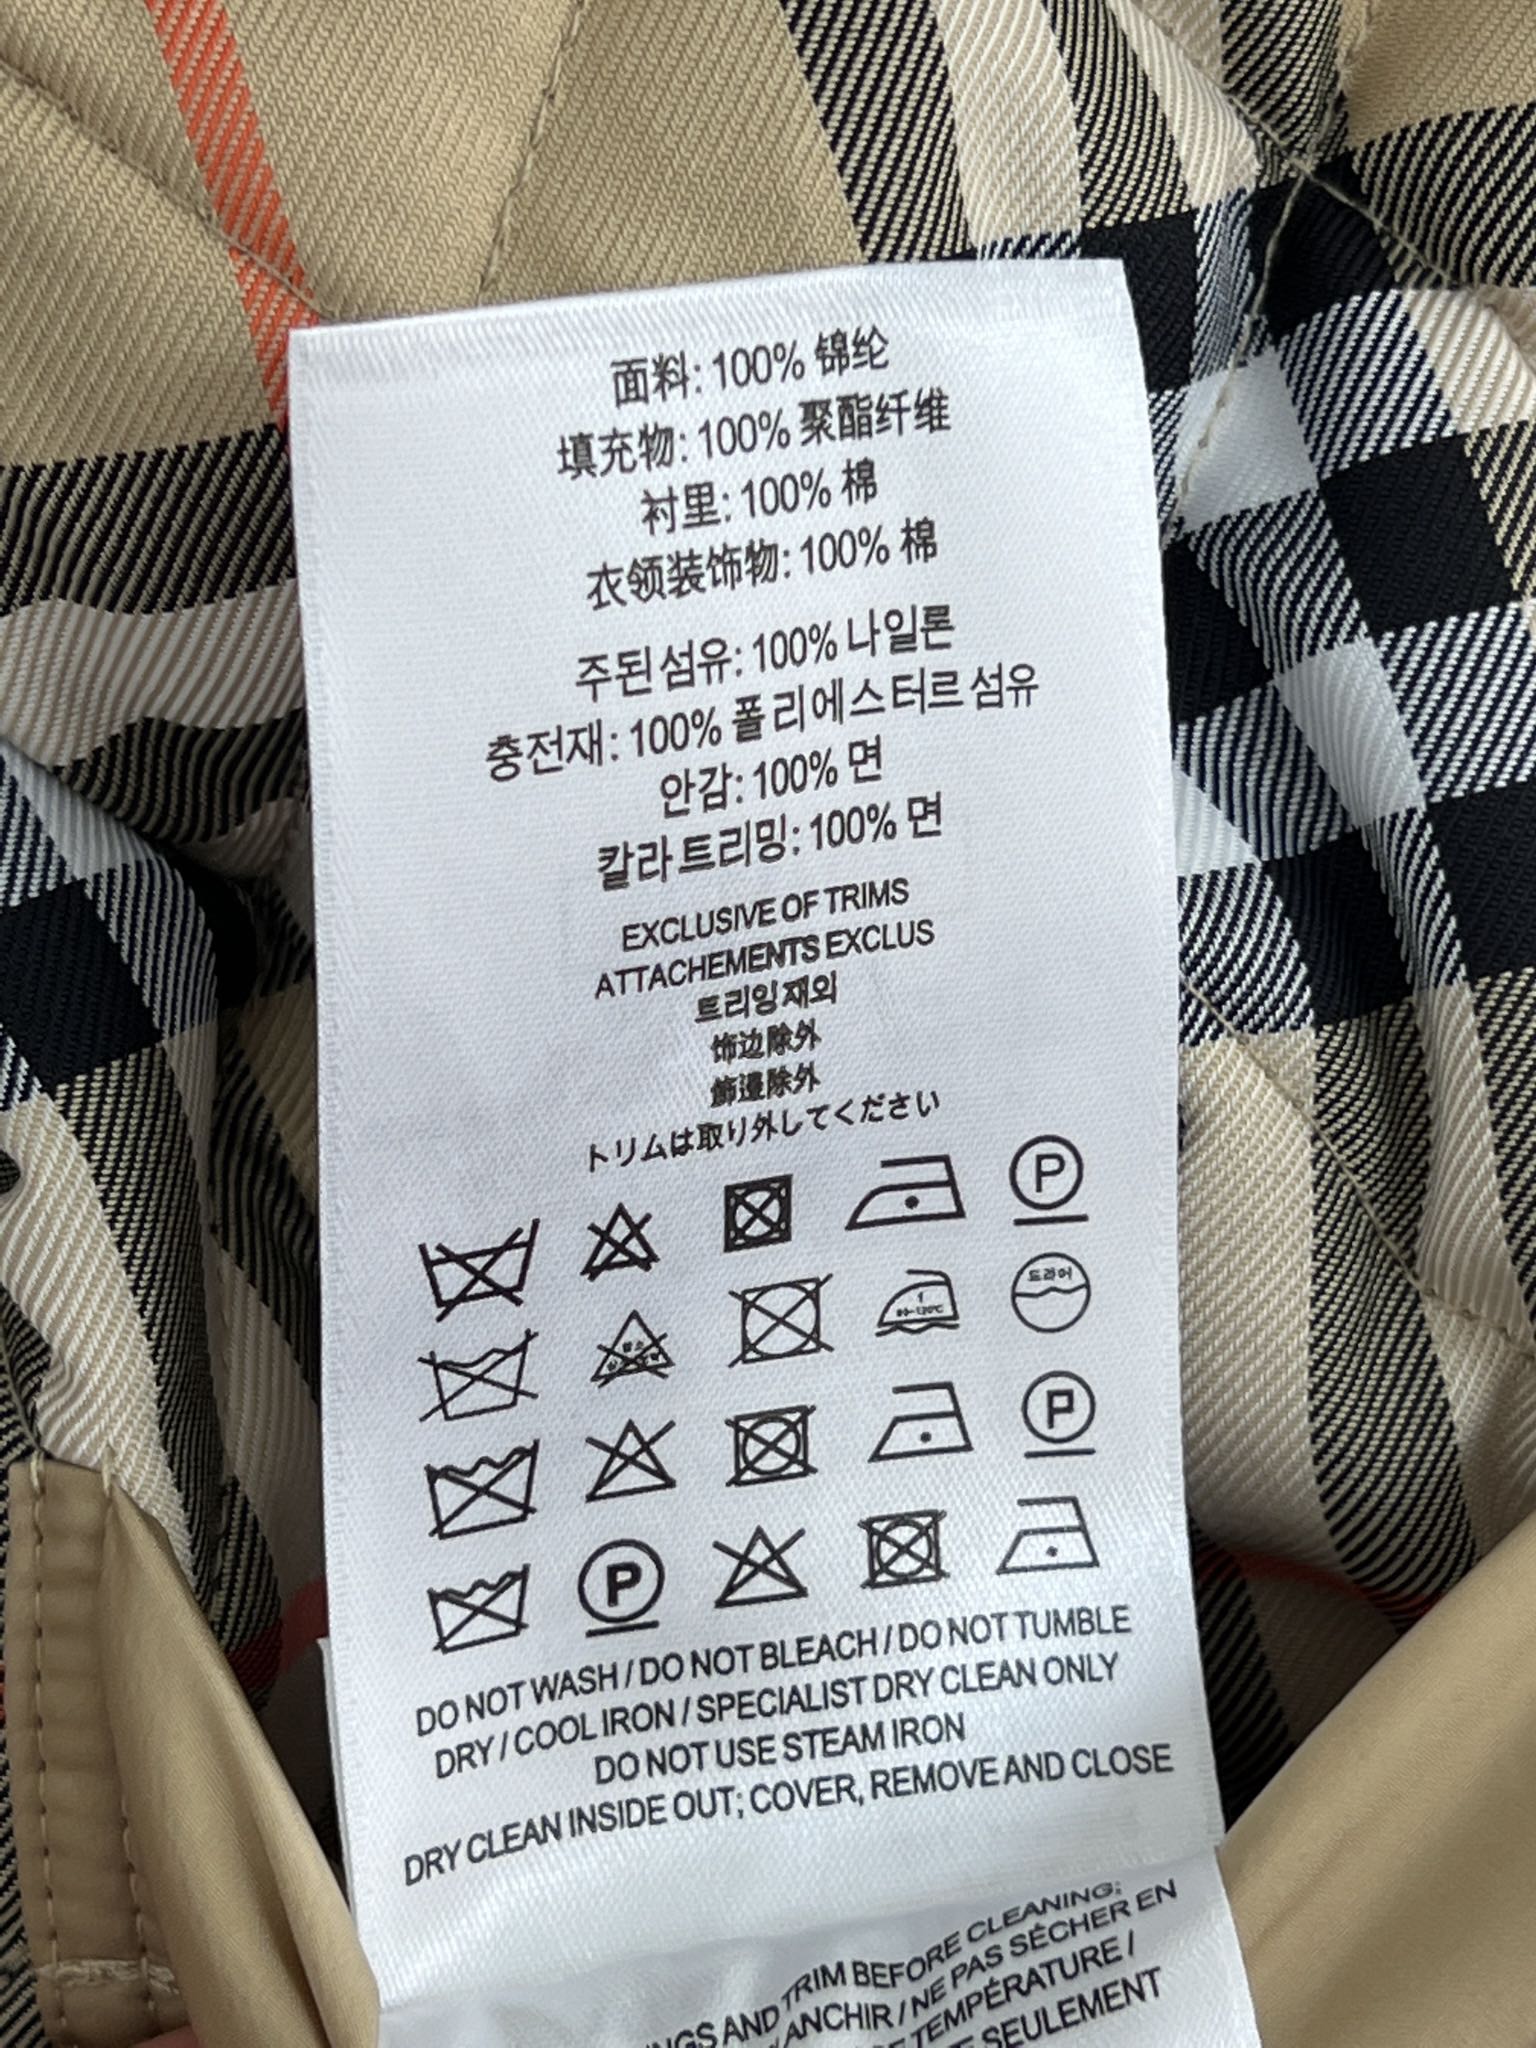 面料: 100% 锦纶
填充物: 100% 聚酯纤维
衬里: 100% 棉
衣领装饰物: 100% 棉
주된 섬유: 100% 나일론
충전재: 100% 폴리에스터르 섬유
안감: 100% 면
칼라 트리밍: 100% 면
EXCLUSIVE OF TRIMS
ATTACHEMENTS EXCLUS
트리밍재외
饰边除外
飾邊除外
トリムは取り外してください
P
드라이
P
P
DO NOT WASH / DO NOT BLEACH / DO NOT TUMBLE
DRY / COOL IRON / SPECIALIST DRY CLEAN ONLY
DO NOT USE STEAM IRON
DRY CLEAN INSIDE OUT; COVER, REMOVE AND CLOSE
AND TRIM BEFORE CLEANING:
/ NE PAS SÉCHER EN
TEMPÉRATURE /
SEULEMENT